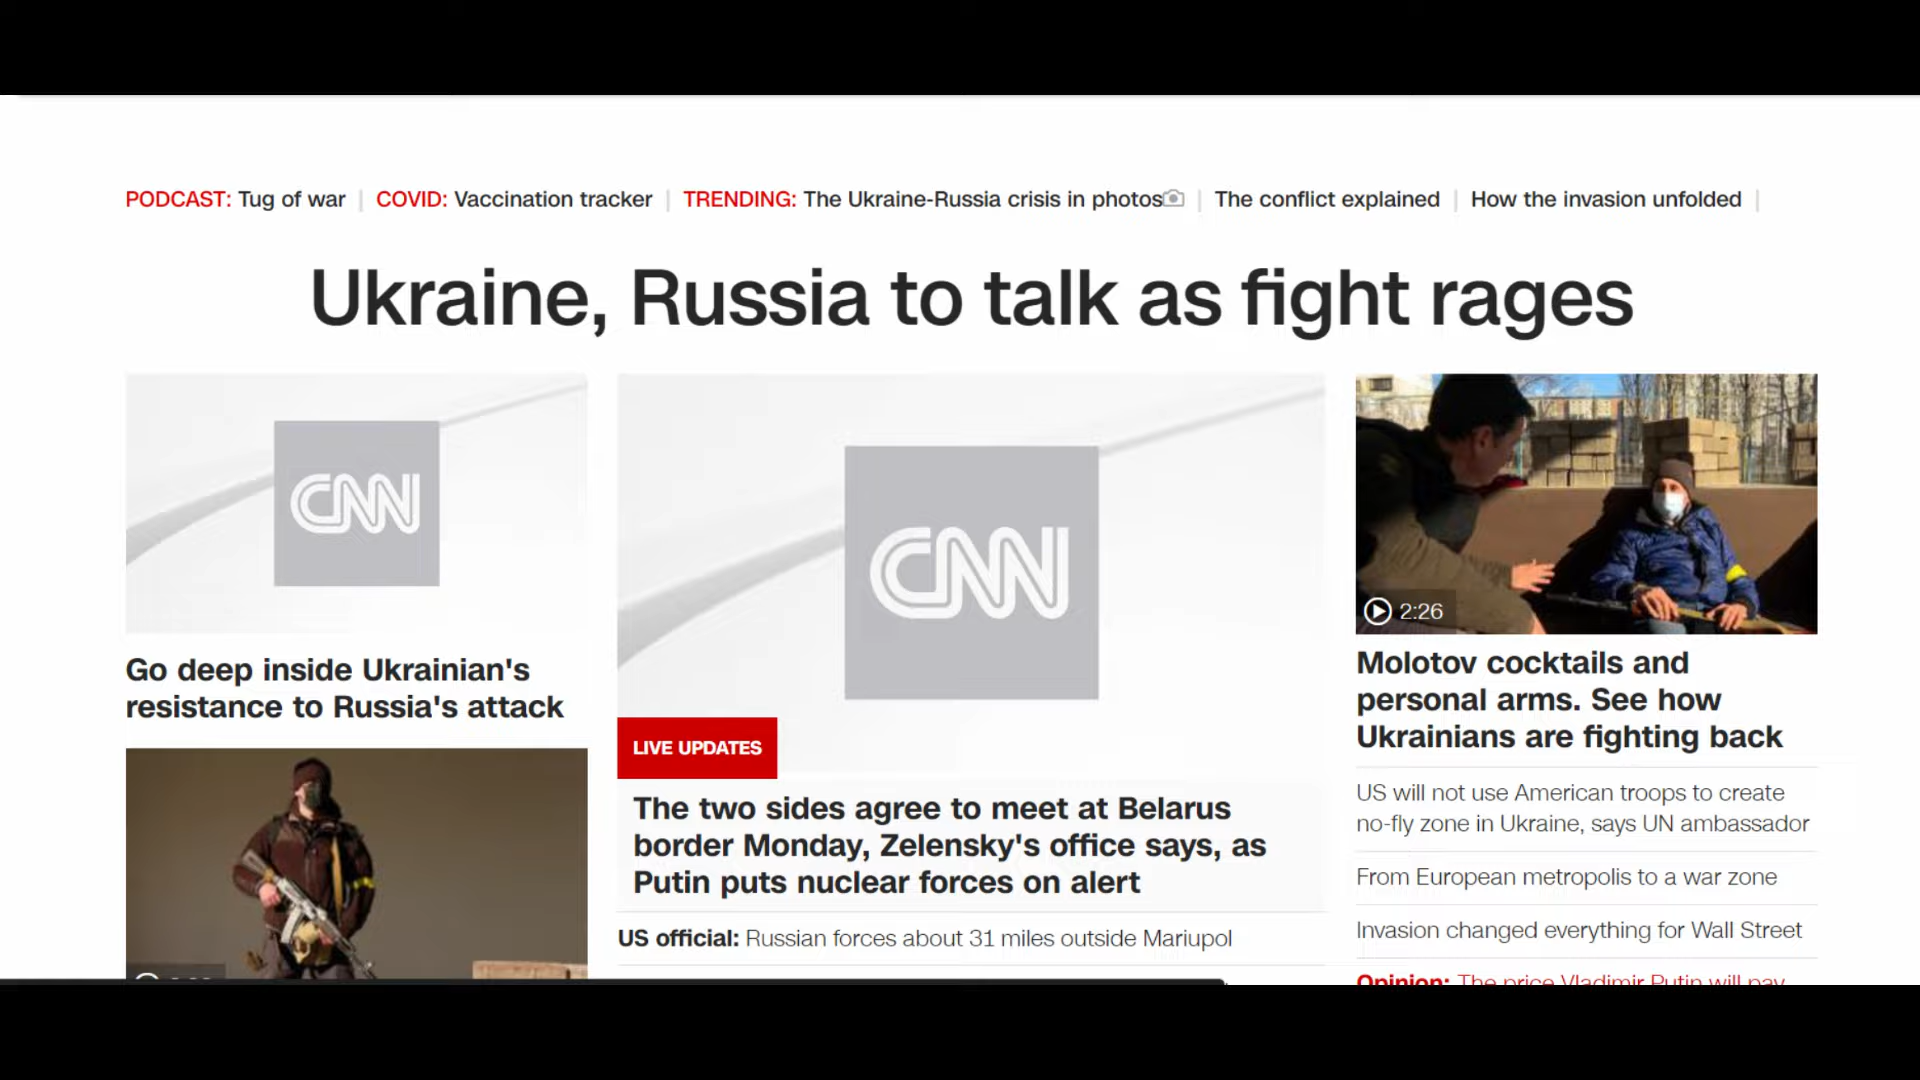 PODCAST: Tug of war | COVID: Vaccination tracker | TRENDING: The Ukraine-Russia crisis in photos | The conflict explained | How the invasion unfolded |
Ukraine, Russia to talk as fight rages
CNN
Go deep inside Ukrainian's
resistance to Russia's attack
CNN
LIVE UPDATES
The two sides agree to meet at Belarus
border Monday, Zelensky's office says, as
Putin puts nuclear forces on alert
US official: Russian forces about 31 miles outside Mariupol
2:26
Molotov cocktails and
personal arms. See how
Ukrainians are fighting back
US will not use American troops to create
no-fly zone in Ukraine, says UN ambassador
From European metropolis to a war zone
Invasion changed everything for Wall Street
Opinion: The price Vladimir Putin will pay